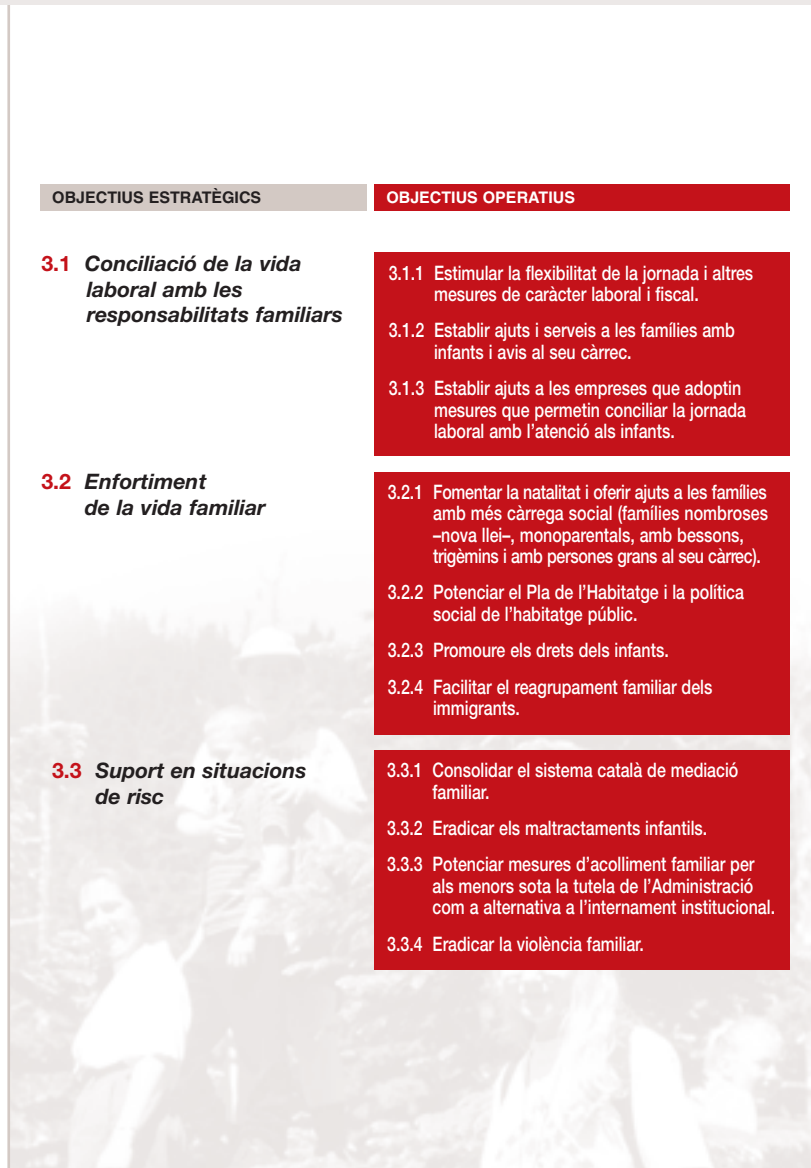 OBJECTIUS ESTRATÈGICS
OBJECTIUS OPERATIUS
3.1 Conciliació de la vida
laboral amb les
responsabilitats familiars
3.1.1 Estimular la flexibilitat de la jornada i altres
mesures de caràcter laboral i fiscal.
3.1.2 Establir ajuts i serveis a les famílies amb
infants i avis al seu càrrec.
3.1.3 Establir ajuts a les empreses que adoptin
mesures que permetin conciliar la jornada
laboral amb l’atenció als infants.
3.2 Enfortiment
de la vida familiar
3.2.1 Fomentar la natalitat i oferir ajuts a les famílies
amb més càrrega social (famílies nombroses
–nova llei–, monoparentals, amb bessons,
trigèmins i amb persones grans al seu càrrec).
3.2.2 Potenciar el Pla de l’Habitatge i la política
social de l’habitatge públic.
3.2.3 Promoure els drets dels infants.
3.2.4 Facilitar el reagrupament familiar dels
immigrants.
3.3 Suport en situacions
de risc
3.3.1 Consolidar el sistema català de mediació
familiar.
3.3.2 Eradicar els maltractaments infantils.
3.3.3 Potenciar mesures d’acolliment familiar per
als menors sota la tutela de l’Administració
com a alternativa a l’internament institucional.
3.3.4 Eradicar la violència familiar.